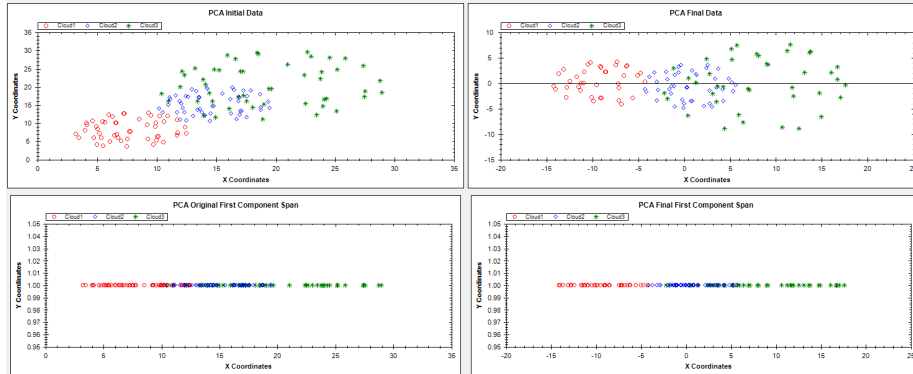 PCA Initial Data
Cloud1 Cloud2 Cloud3
Y Coordinates
35
30
25
20
15
10
5
0
0 5 10 15 20 25 30 35
X Coordinates
PCA Final Data
Cloud1 Cloud2 Cloud3
Y Coordinates
10
5
0
-5
-10
-15
-20 -15 -10 -5 0 5 10 15 20 25
X Coordinates
PCA Original First Component Span
Cloud1 Cloud2 Cloud3
Y Coordinates
1.05
1.04
1.03
1.02
1.01
1.00
0.99
0.98
0.97
0.96
0.95
0 5 10 15 20 25 30 35
X Coordinates
PCA Final First Component Span
Cloud1 Cloud2 Cloud3
Y Coordinates
1.05
1.04
1.03
1.02
1.01
1.00
0.99
0.98
0.97
0.96
0.95
-20 -15 -10 -5 0 5 10 15 20 25
X Coordinates